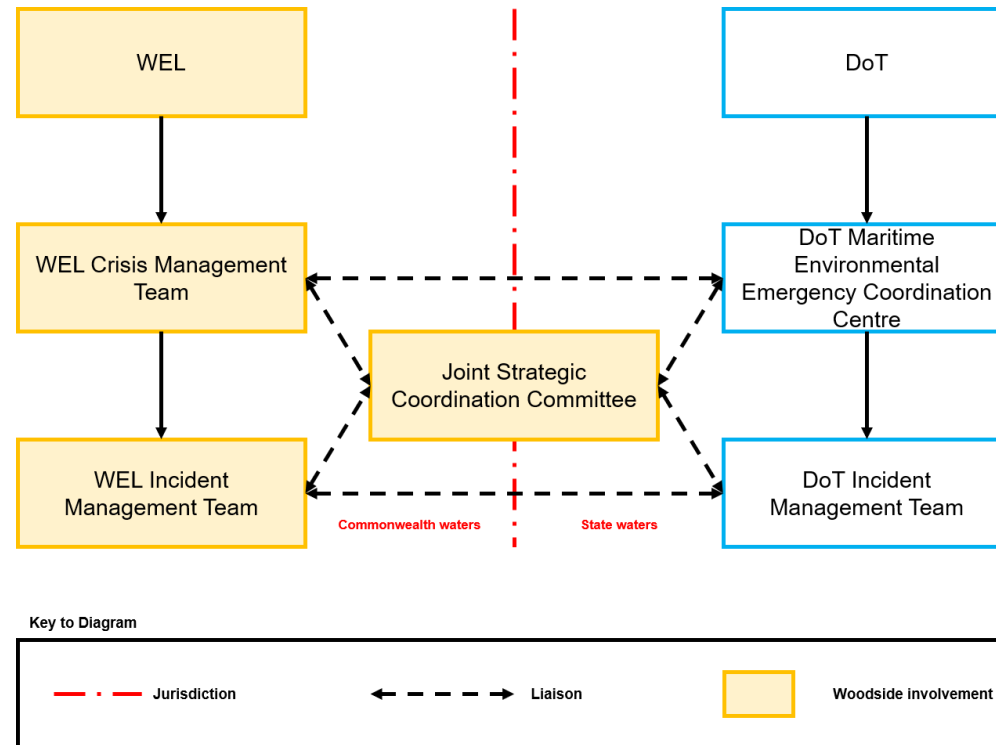 WEL
DoT
WEL Crisis Management
Team
DoT Maritime
Environmental
Emergency Coordination
Centre
Joint Strategic
Coordination Committee
WEL Incident
Management Team
DoT Incident
Management Team
Commonwealth waters
State waters
Key to Diagram
Jurisdiction
Liaison
Woodside involvement